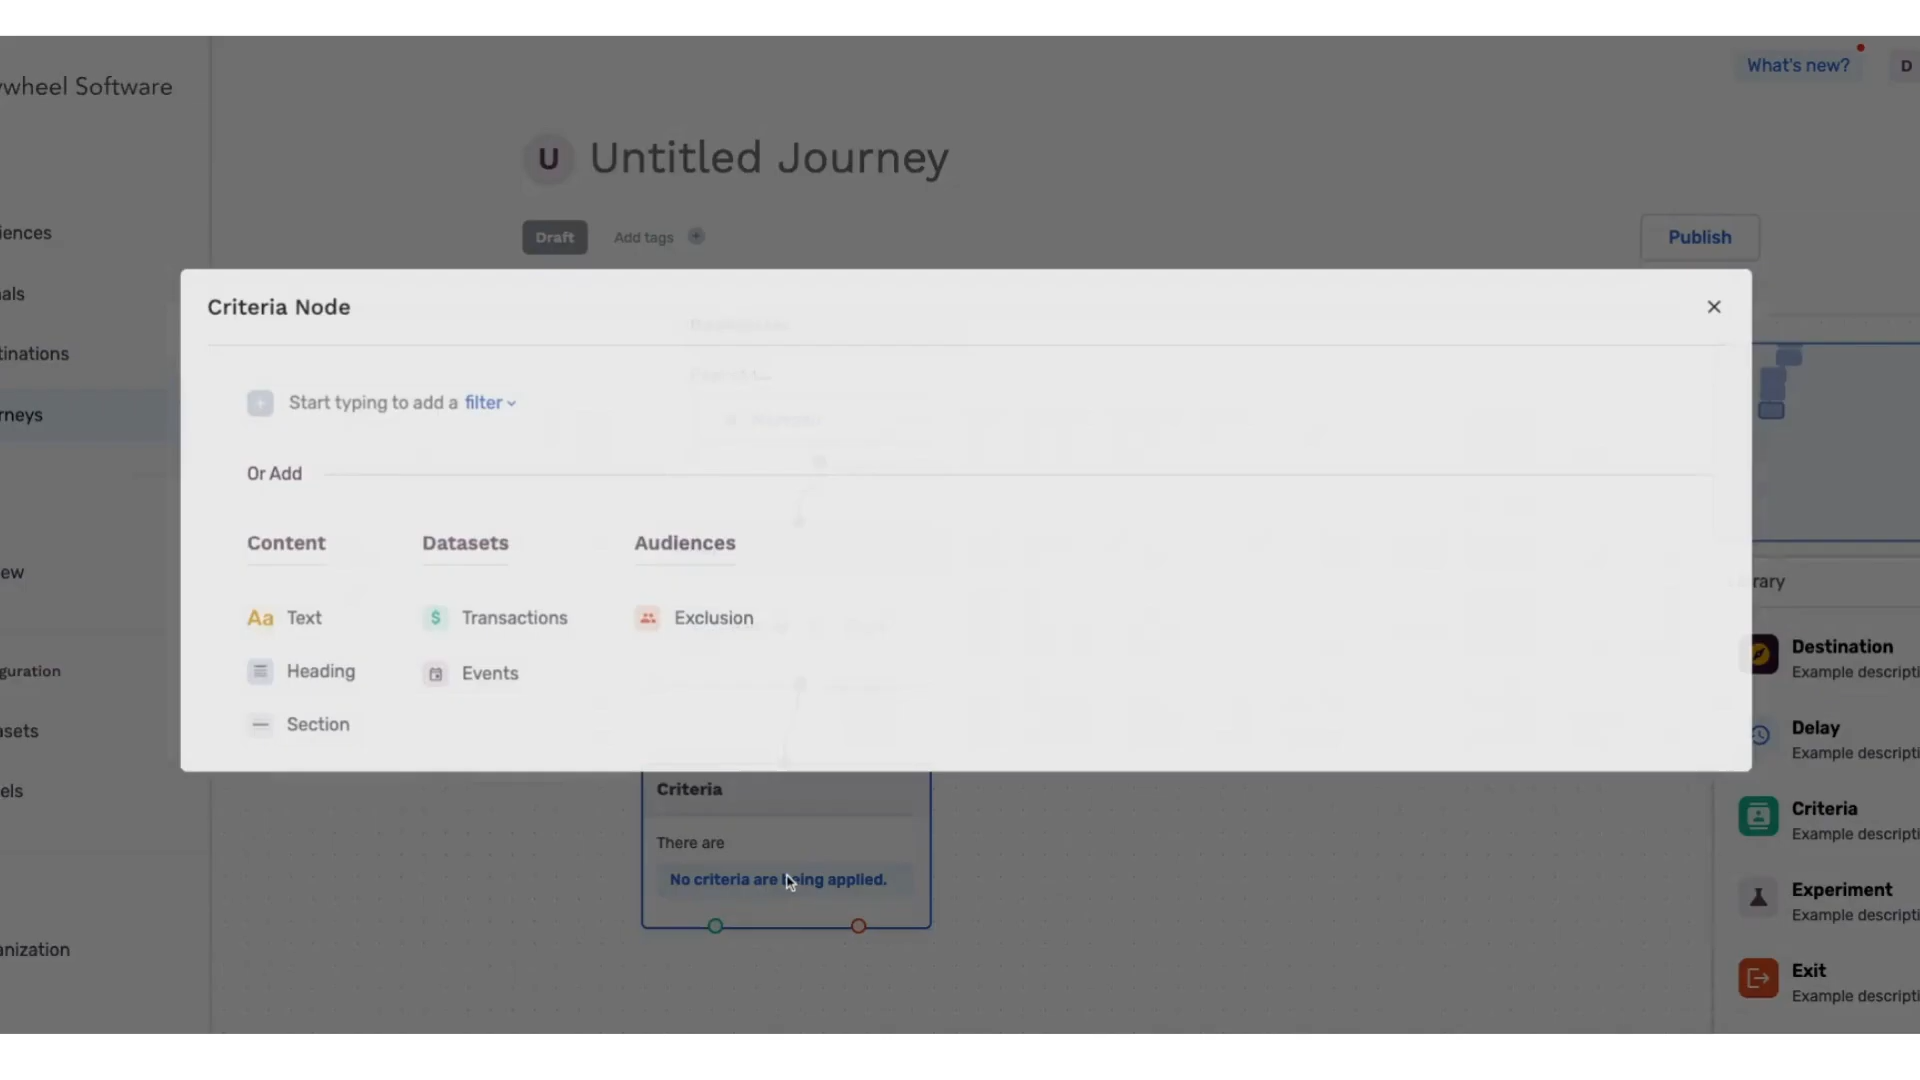 wheel Software
What's new?
D
U
Untitled Journey
Draft
Add tags
Publish
iences
als
tinations
rneys
ew
guration
asets
els
anization
Criteria Node
Start typing to add a filter
Or Add
Content
Datasets
Audiences
Aa Text
$ Transactions
Exclusion
Heading
Events
Section
Criteria
There are
No criteria are being applied.
rary
Destination
Example descripti
Delay
Example descripti
Criteria
Example descripti
Experiment
Example descripti
Exit
Example descripti